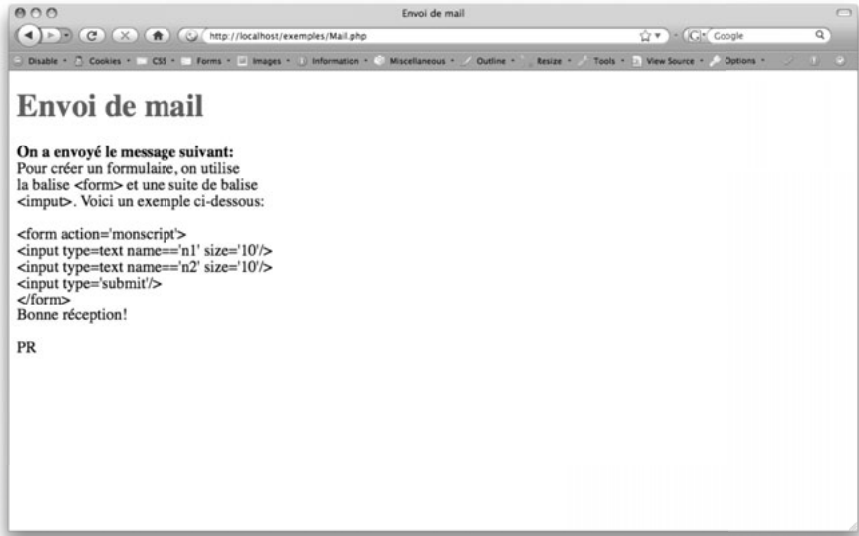 Envoi de mail
http://localhost/exemples/Mail.php
Google
Disable Cookies CSS Forms Images Information Miscellaneous Outline Resize Tools View Source Options
Envoi de mail
On a envoyé le message suivant:
Pour créer un formulaire, on utilise
la balise <form> et une suite de balise
<imput>. Voici un exemple ci-dessous:
<form action='monscript'>
<input type=text name=='n1' size='10'/>
<input type=text name=='n2' size='10'/>
<input type='submit'/>
</form>
Bonne réception!
PR